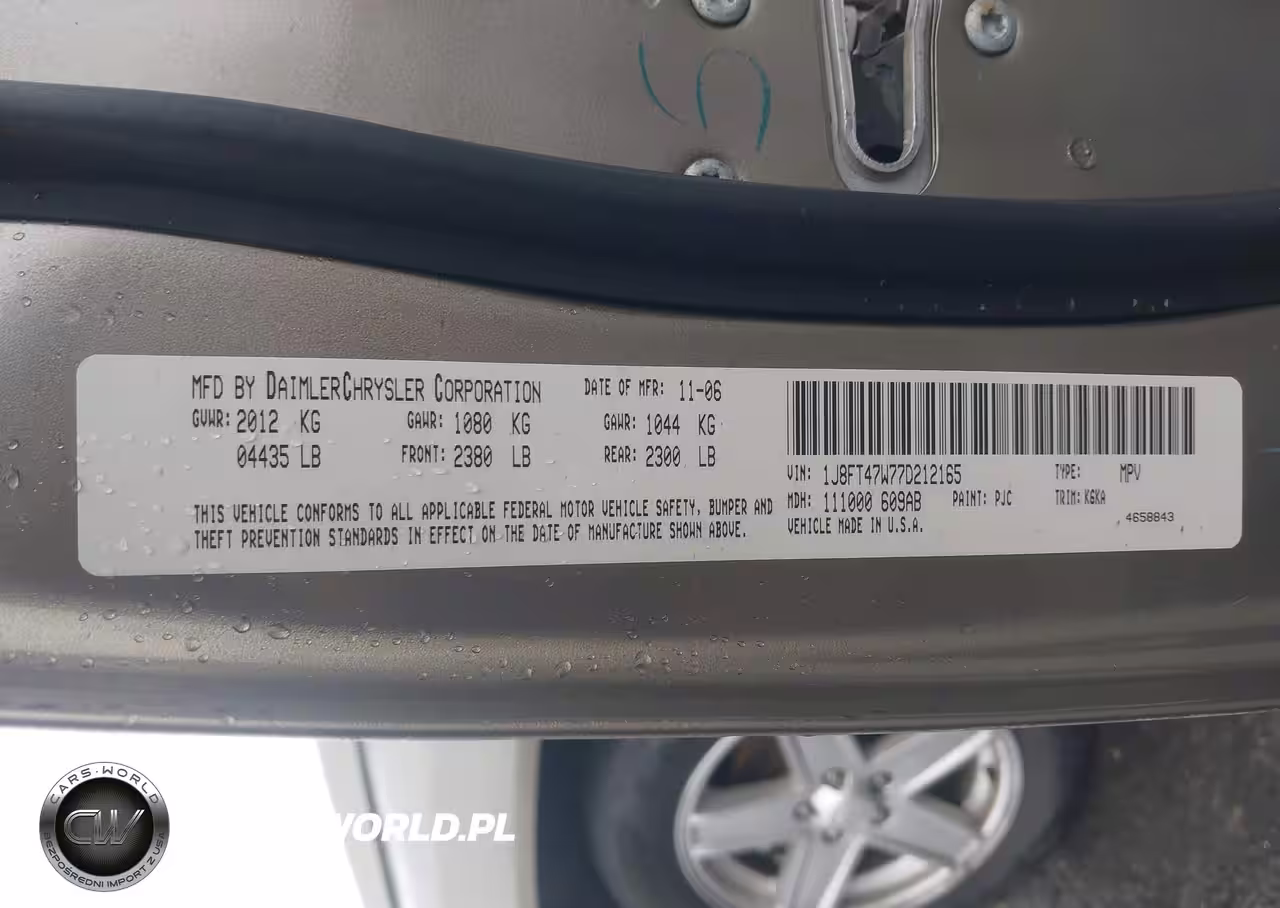 MFD BY DAIMLERCHRYSLER CORPORATION DATE OF MFR: 11-06
GVWR: 2012 KG GAWR: 1080 KG GAWR: 1044 KG
04435 LB FRONT: 2380 LB REAR: 2300 LB
THIS VEHICLE CONFORMS TO ALL APPLICABLE FEDERAL MOTOR VEHICLE SAFETY, BUMPER AND
THEFT PREVENTION STANDARDS IN EFFECT ON THE DATE OF MANUFACTURE SHOWN ABOVE.
VIN: 1J8FT47W77D212165 TYPE: MPV
MDH: 111000 609AB PAINT: PJC TRIM: K6KA
VEHICLE MADE IN U.S.A. 4658843
CARS·WORLD
CW
BEZPOŚREDNI IMPORT Z USA
WORLD.PL